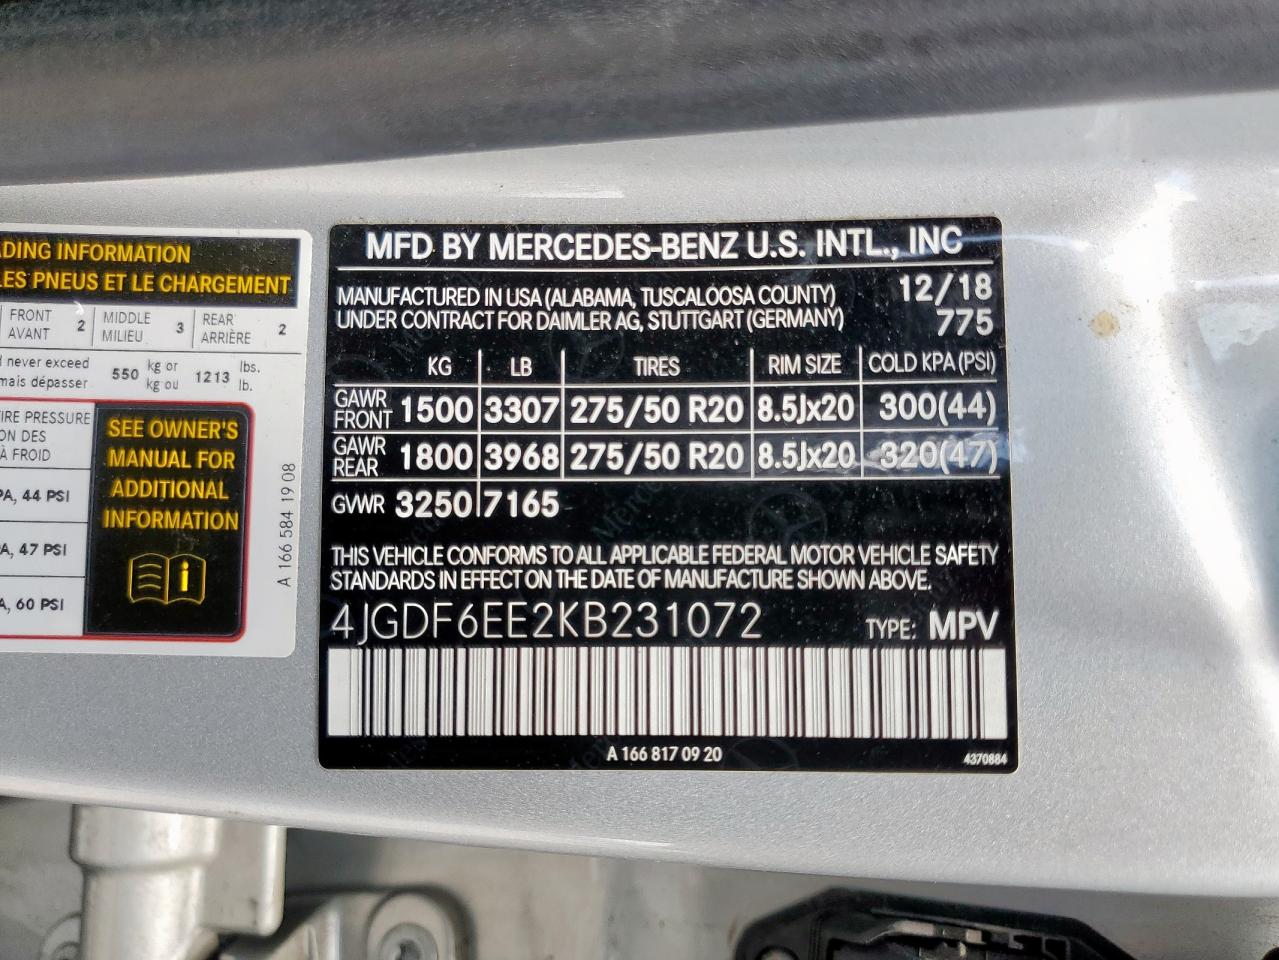 ADING INFORMATION
LES PNEUS ET LE CHARGEMENT
FRONT AVANT 2 MIDDLE MILIEU 3 REAR ARRIÈRE 2
never exceed 550 kg or 1213 lbs.
mais dépasser kg ou lb.
IRE PRESSURE
ON DES
À FROID
PA, 44 PSI
A, 47 PSI
A, 60 PSI
SEE OWNER'S
MANUAL FOR
ADDITIONAL
INFORMATION
A 166 584 19 08
MFD BY MERCEDES-BENZ U.S. INTL., INC
MANUFACTURED IN USA (ALABAMA, TUSCALOOSA COUNTY) 12/18
UNDER CONTRACT FOR DAIMLER AG, STUTTGART (GERMANY) 775
KG LB TIRES RIM SIZE COLD KPA (PSI)
GAWR FRONT 1500 3307 275/50 R20 8.5Jx20 300(44)
GAWR REAR 1800 3968 275/50 R20 8.5Jx20 320(47)
GVWR 3250 7165
THIS VEHICLE CONFORMS TO ALL APPLICABLE FEDERAL MOTOR VEHICLE SAFETY
STANDARDS IN EFFECT ON THE DATE OF MANUFACTURE SHOWN ABOVE.
4JGDF6EE2KB231072 TYPE: MPV
A 166 817 09 20
4370884